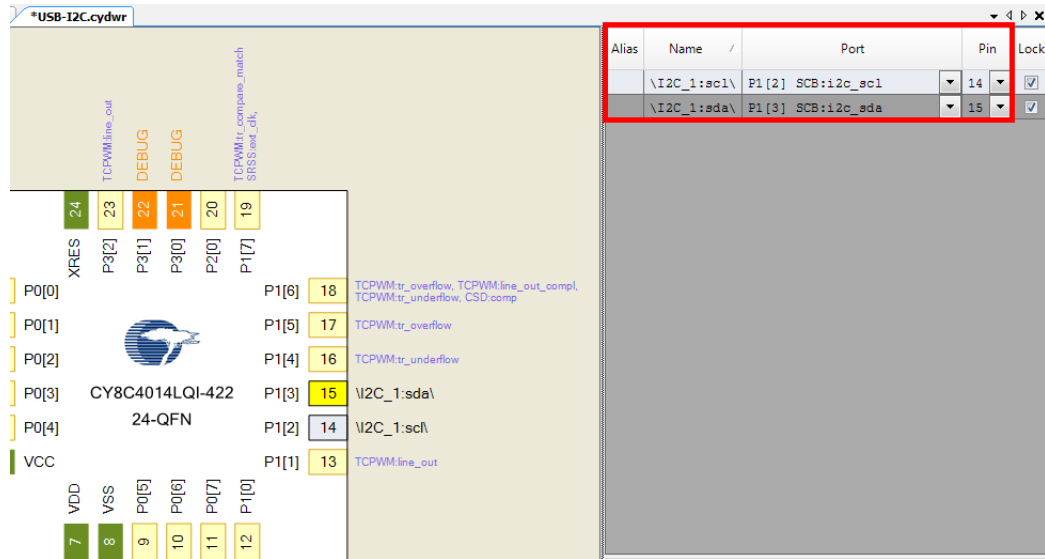 *USB-I2C.cydwr
Alias Name / Port Pin Lock
\I2C_1:scl\ P1[2] SCB:i2c_scl 14
\I2C_1:sda\ P1[3] SCB:i2c_sda 15
TCPWM:line_out
DEBUG
DEBUG
TCPWM:tr_compare_match
SRSS:ext_clk,
24 23 22 21 20 19
XRES P3[2] P3[1] P3[0] P2[0] P1[7]
P0[0]
P0[1]
P0[2]
P0[3]
P0[4]
VCC
CY8C4014LQI-422
24-QFN
P1[6] 18 TCPWM:tr_overflow, TCPWM:line_out_compl,
TCPWM:tr_underflow, CSD:comp
P1[5] 17 TCPWM:tr_overflow
P1[4] 16 TCPWM:tr_underflow
P1[3] 15 \I2C_1:sda\
P1[2] 14 \I2C_1:scl\
P1[1] 13 TCPWM:line_out
VDD VSS P0[5] P0[6] P0[7] P1[0]
7 8 9 10 11 12